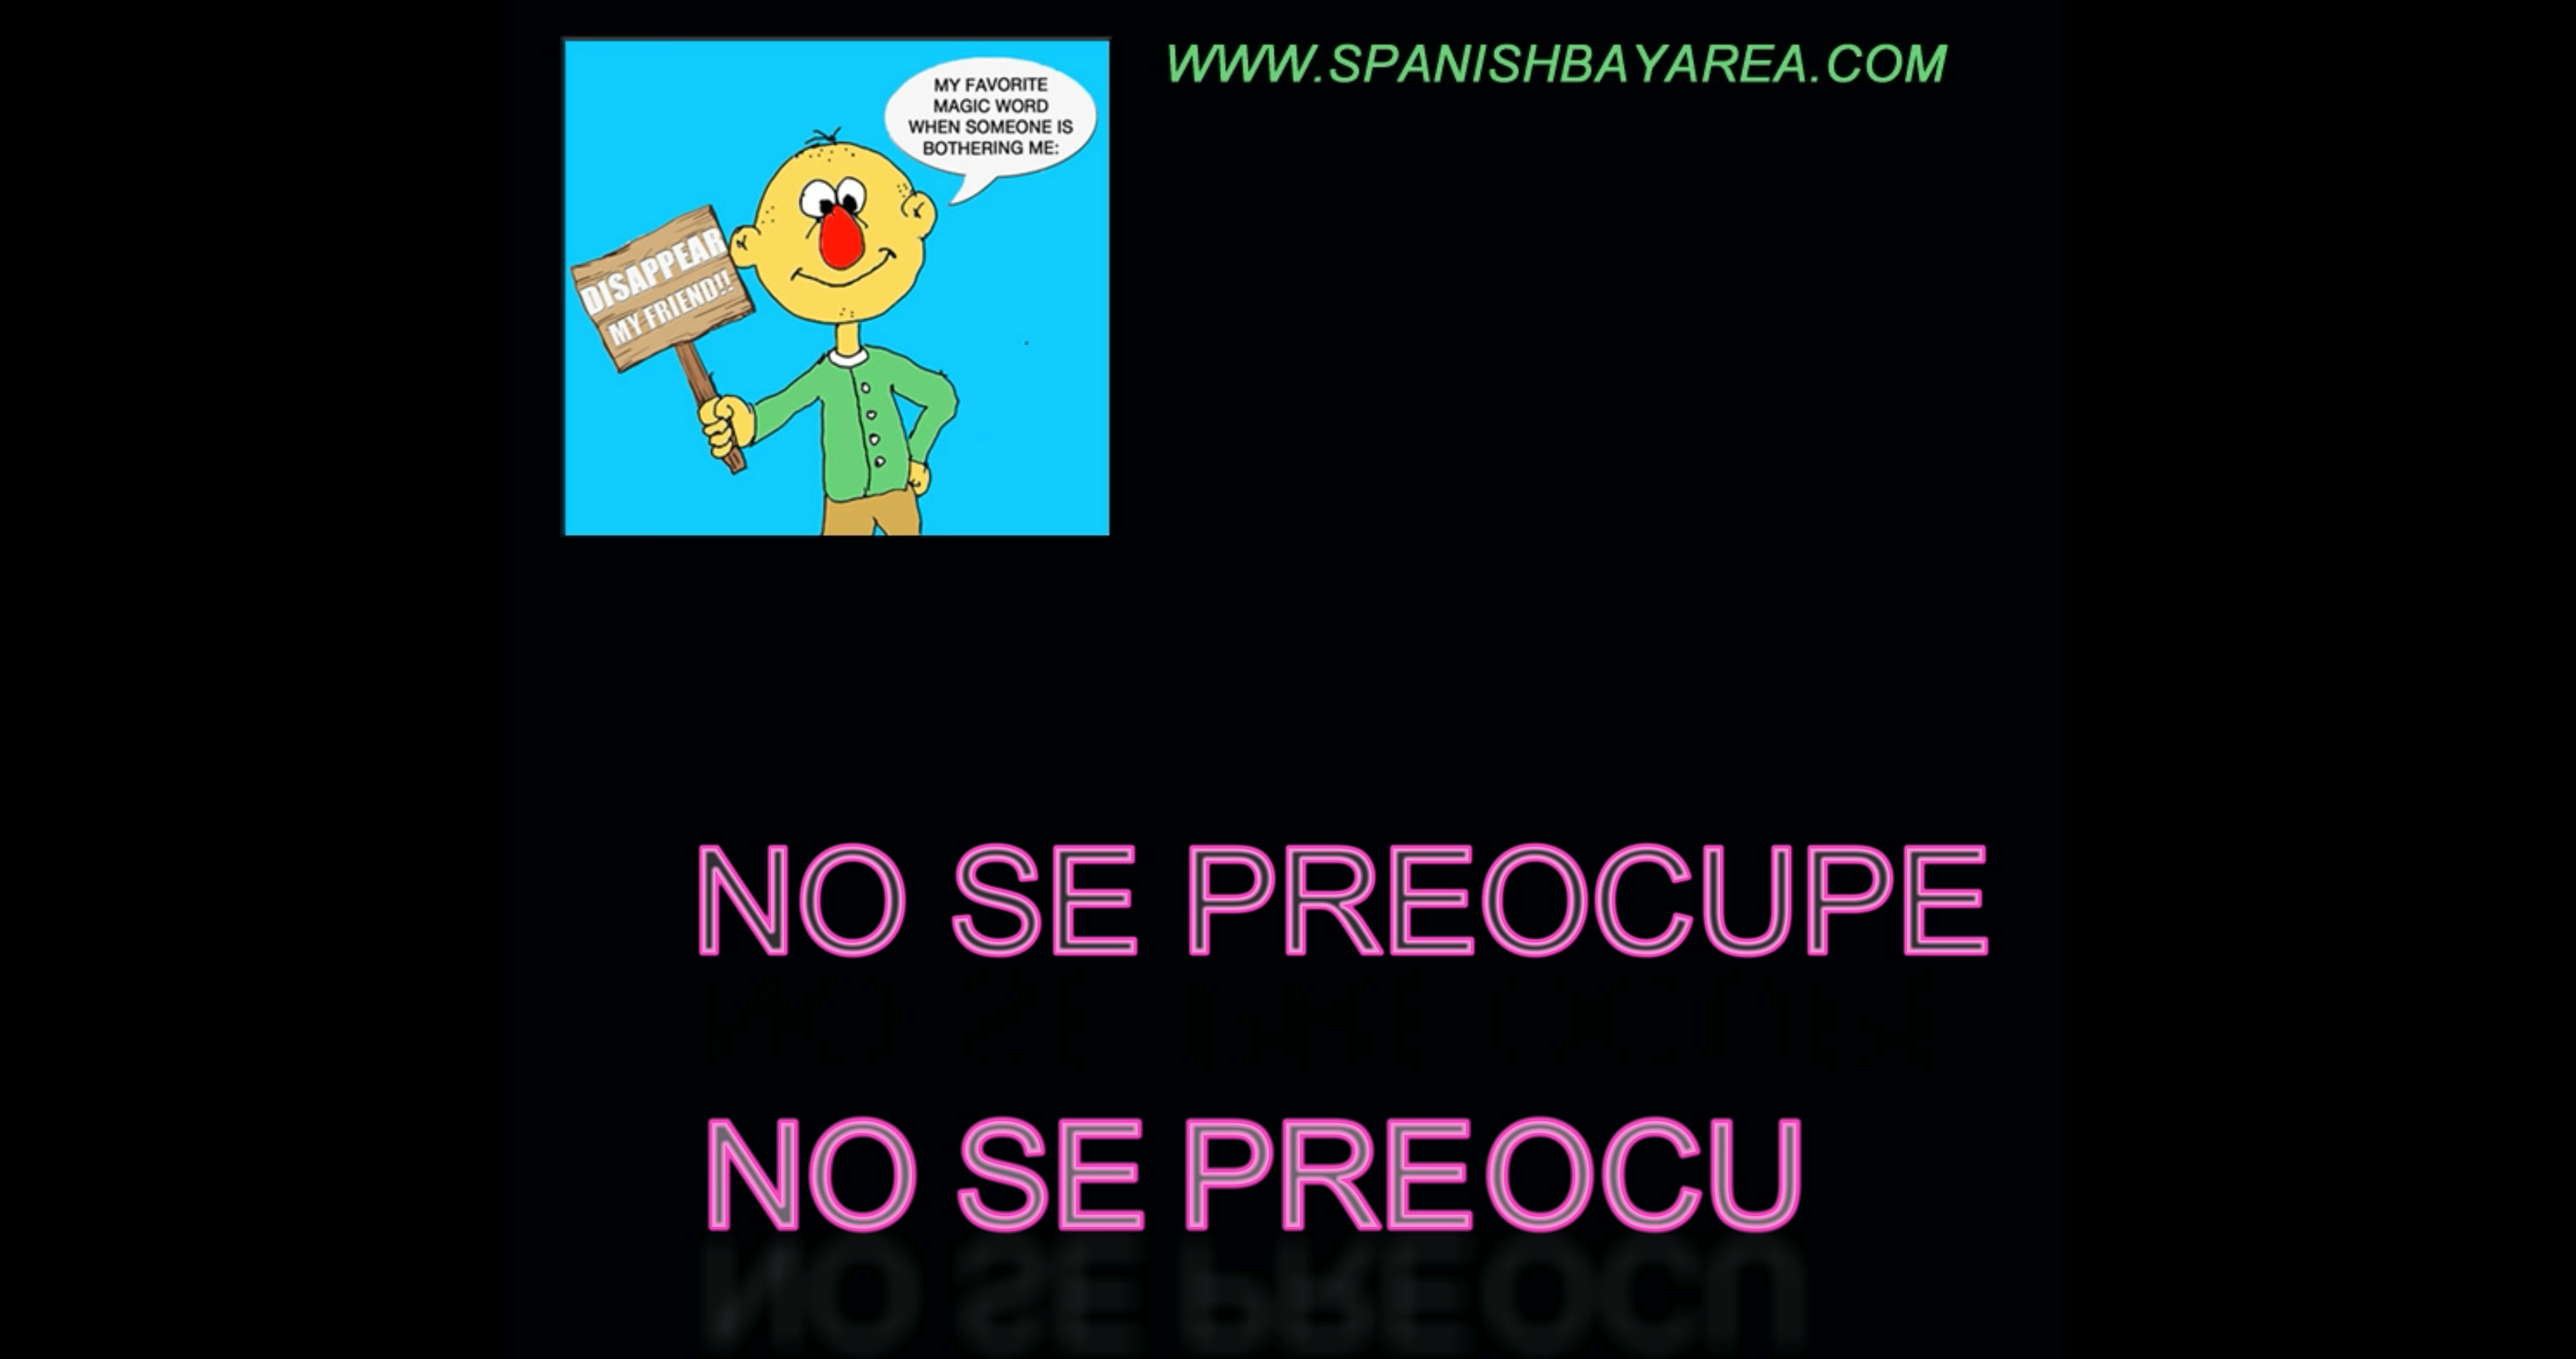 WWW.SPANISHBAYAREA.COM
MY FAVORITE
MAGIC WORD
WHEN SOMEONE IS
BOTHERING ME:
DISAPPEAR
MY FRIEND!!
NO SE PREOCUPE
NO SE PREOCU